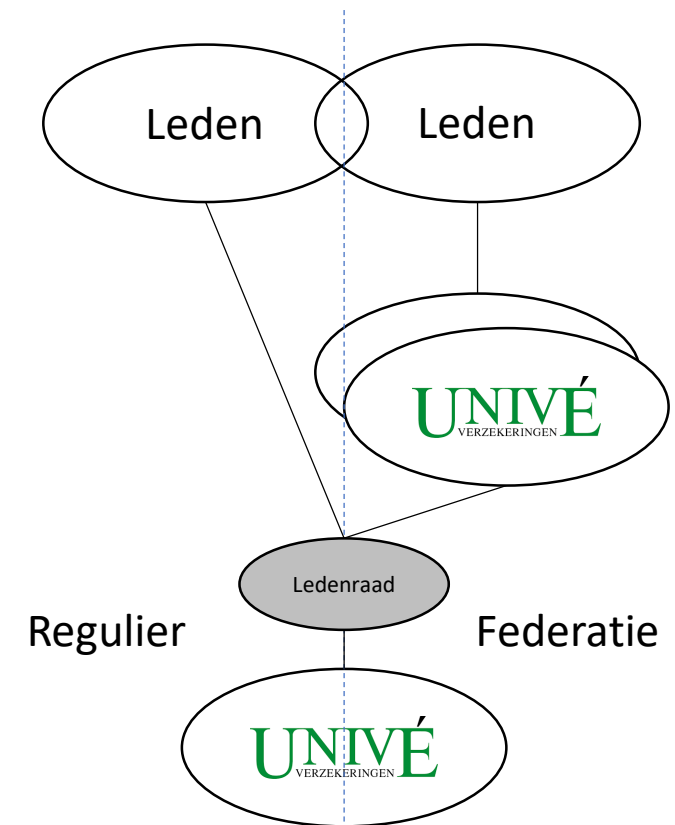 Leden
Leden
UNIVÉ
VERZEKERINGEN
Ledenraad
Regulier
Federatie
UNIVÉ
VERZEKERINGEN